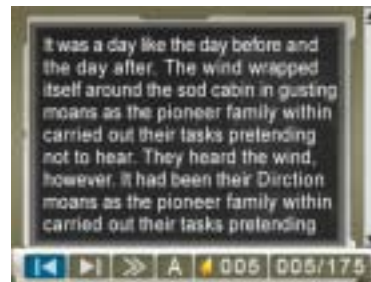 It was a day like the day before and
the day after. The wind wrapped
itself around the sod cabin in gusting
moans as the pioneer family within
carried out their tasks pretending
not to hear. They heard the wind,
however. It had been their Dirction
moans as the pioneer family within
carried out their tasks pretending
A 005 005/175